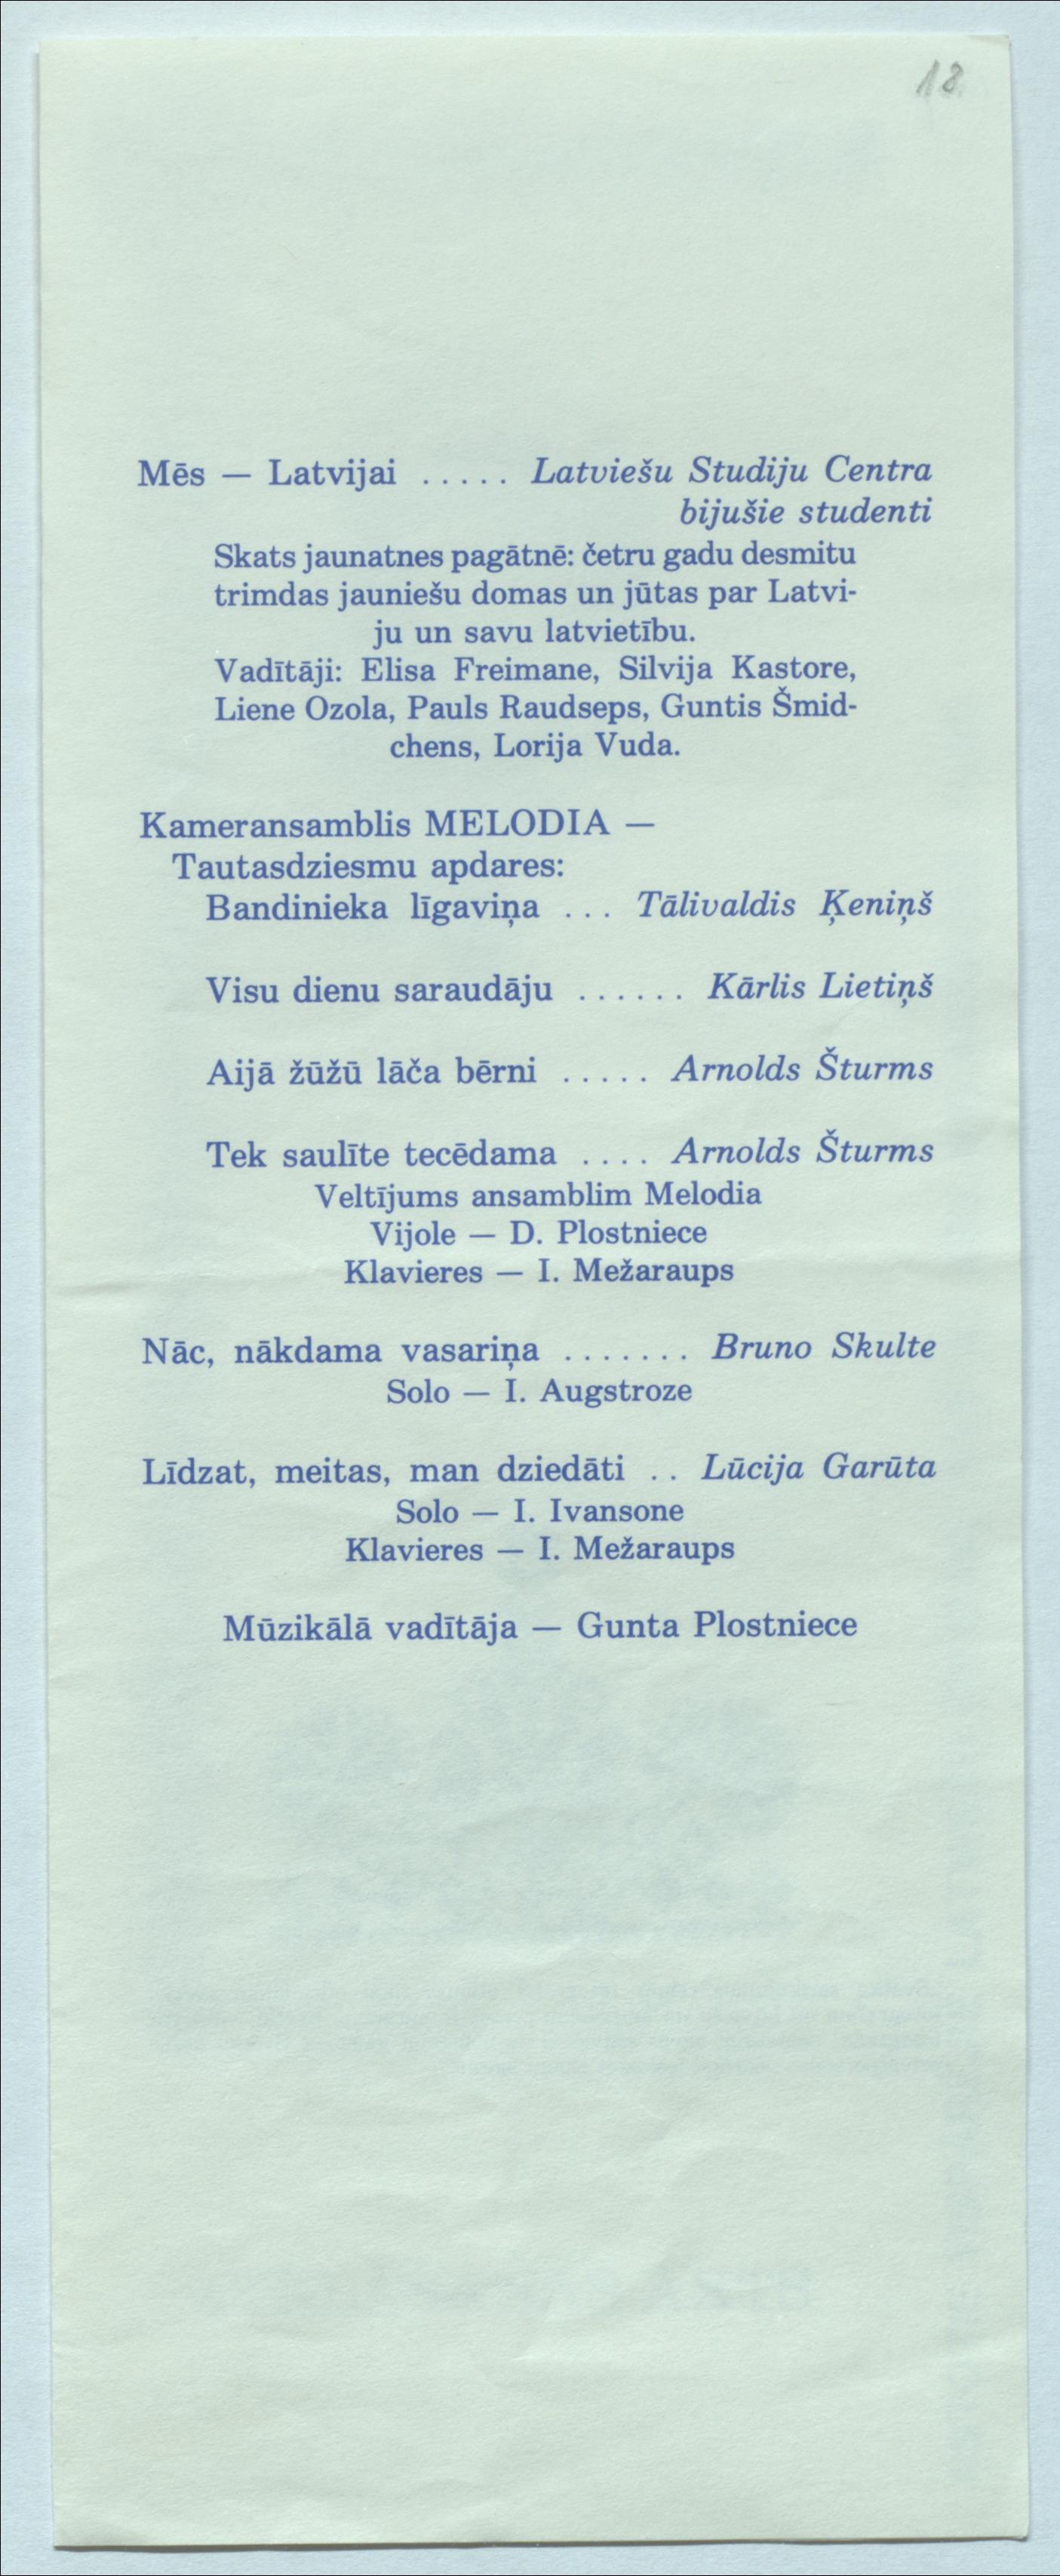 18
Mēs — Latvijai ..... Latviešu Studiju Centra
bijušie studenti
Skats jaunatnes pagātnē: četru gadu desmitu
trimdas jauniešu domas un jūtas par Latvi-
ju un savu latvietību.
Vadītāji: Elisa Freimane, Silvija Kastore,
Liene Ozola, Pauls Raudseps, Guntis Šmid-
chens, Lorija Vuda.
Kameransamblis MELODIA —
Tautasdziesmu apdares:
Bandinieka līgaviņa ... Tālivaldis Ķeniņš
Visu dienu saraudāju ...... Kārlis Lietiņš
Aijā žūžū lāča bērni ..... Arnolds Šturms
Tek saulīte tecēdama .... Arnolds Šturms
Veltījums ansamblim Melodia
Vijole — D. Plostniece
Klavieres — I. Mežaraups
Nāc, nākdama vasariņa ....... Bruno Skulte
Solo — I. Augstroze
Līdzat, meitas, man dziedāti .. Lūcija Garūta
Solo — I. Ivansone
Klavieres — I. Mežaraups
Mūzikālā vadītāja — Gunta Plostniece